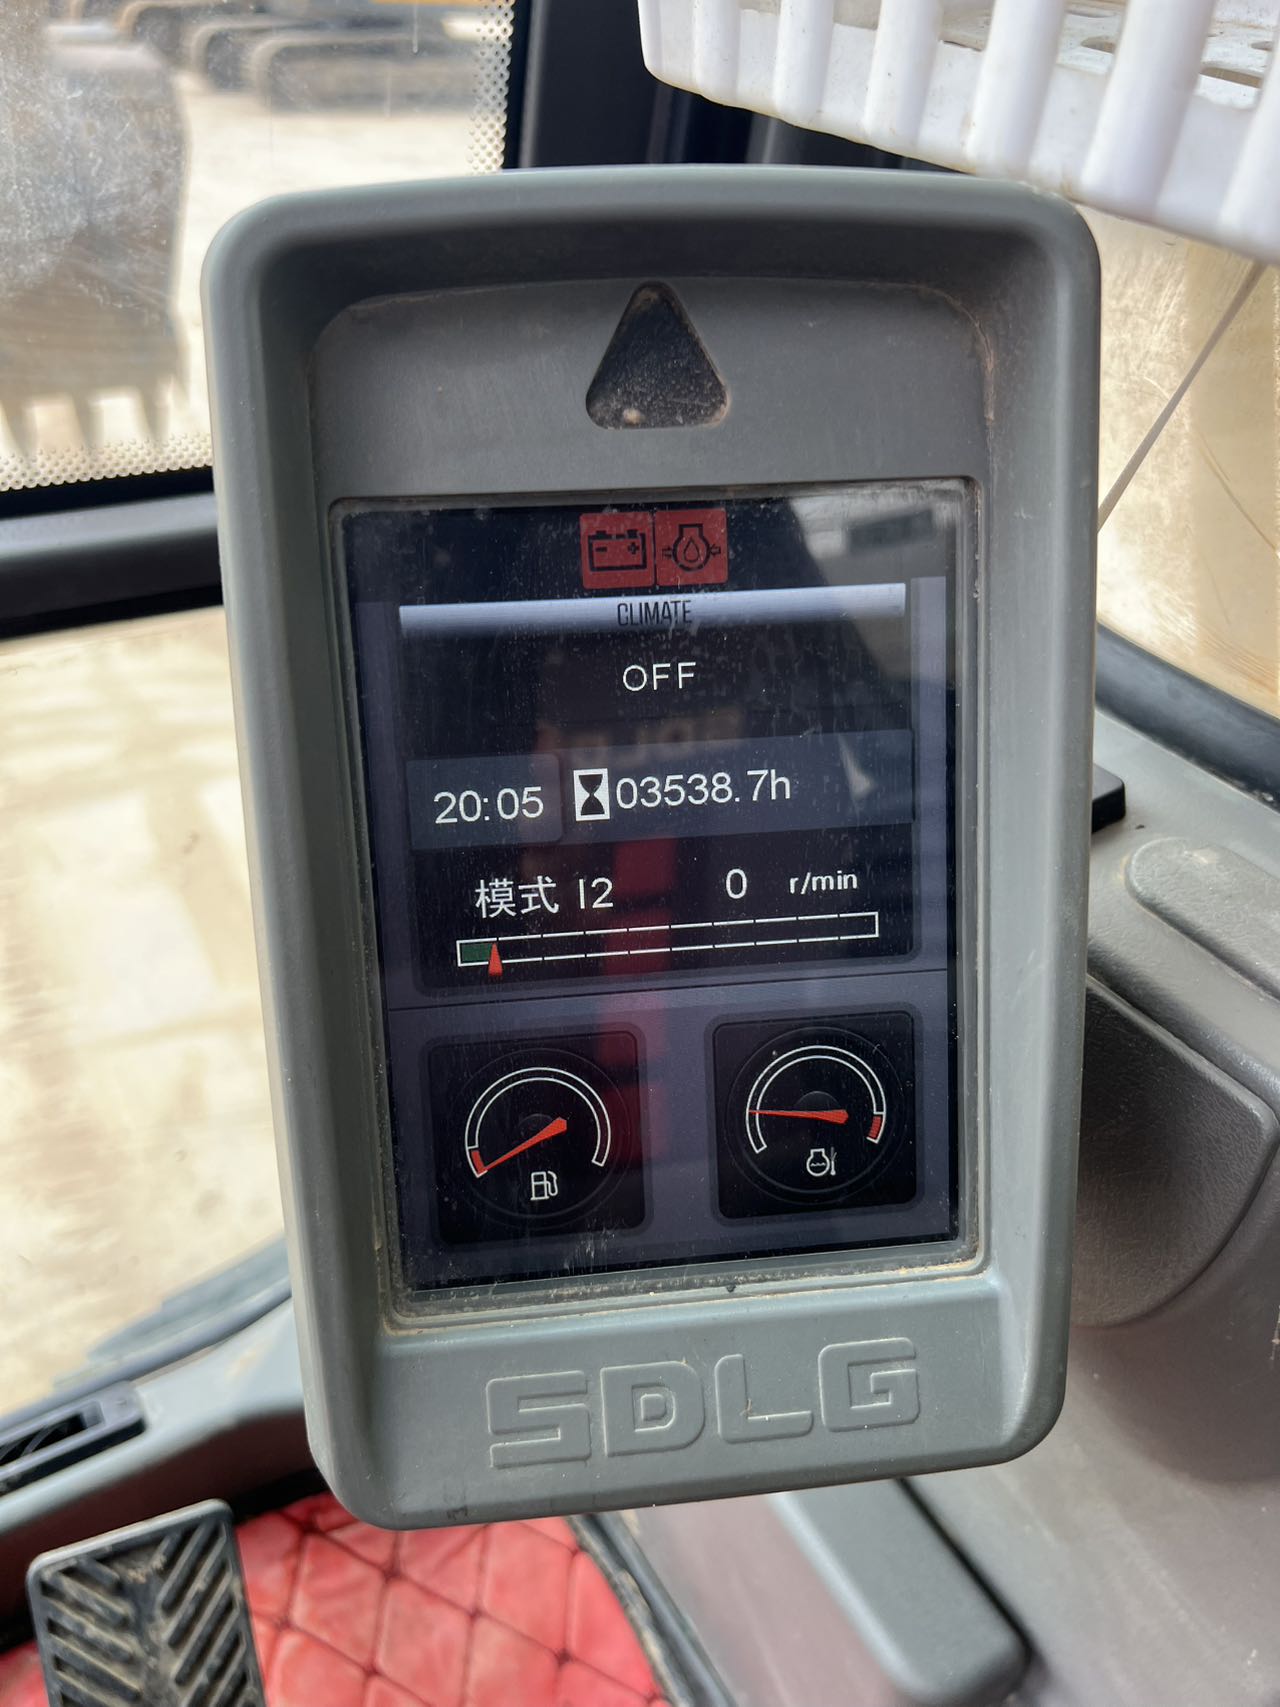 CLIMATE
OFF
20:05 03538.7h
模式 I2 0 r/min
SDLG